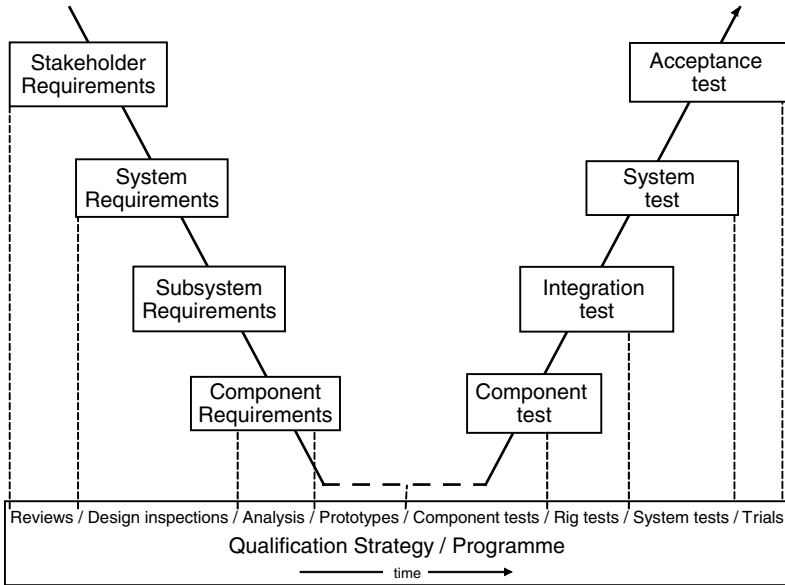 Stakeholder
Requirements
Acceptance
test
System
Requirements
System
test
Subsystem
Requirements
Integration
test
Component
Requirements
Component
test
Reviews / Design inspections / Analysis / Prototypes / Component tests / Rig tests / System tests / Trials
Qualification Strategy / Programme
time